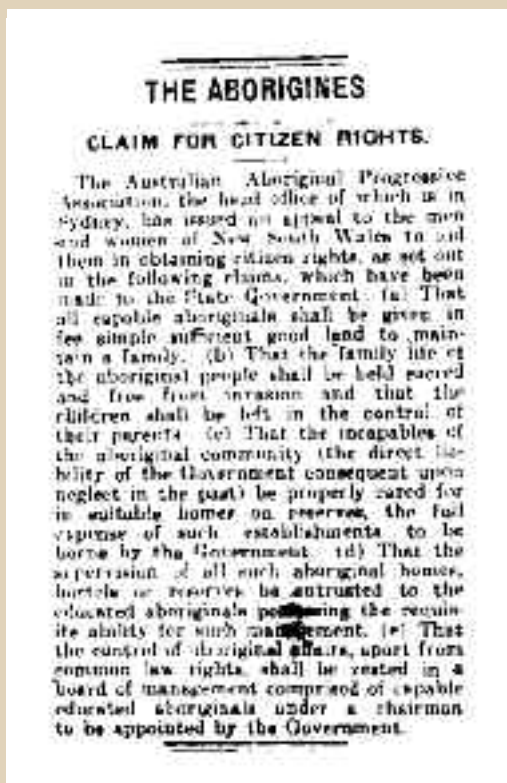 THE ABORIGINES
CLAIM FOR CITIZEN RIGHTS.
The Australian Aboriginal Progressive
Association, the head office of which is in
Sydney, has issued an appeal to the men
and women of New South Wales to aid
them in obtaining citizen rights, as set out
in the following claims, which have been
made to the State Government: (a) That
all capable aboriginals shall be given in
fee simple sufficient good land to main-
tain a family. (b) That the family life of
the aboriginal people shall be held sacred
and free from invasion and that the
children shall be left in the control of
their parents. (c) That the incapables of
the aboriginal community (the direct lia-
bility of the Government consequent upon
neglect in the past) be properly cared for
in suitable homes on reserves, the full
expense of such establishments to be
borne by the Government. (d) That the
supervision of all such aboriginal homes,
hostels or reserves be entrusted to the
educated aboriginals possessing the requis-
ite ability for such management. (e) That
the control of aboriginal affairs, apart from
common law rights, shall be vested in a
board of management comprised of capable
educated aboriginals under a chairman
to be appointed by the Government.